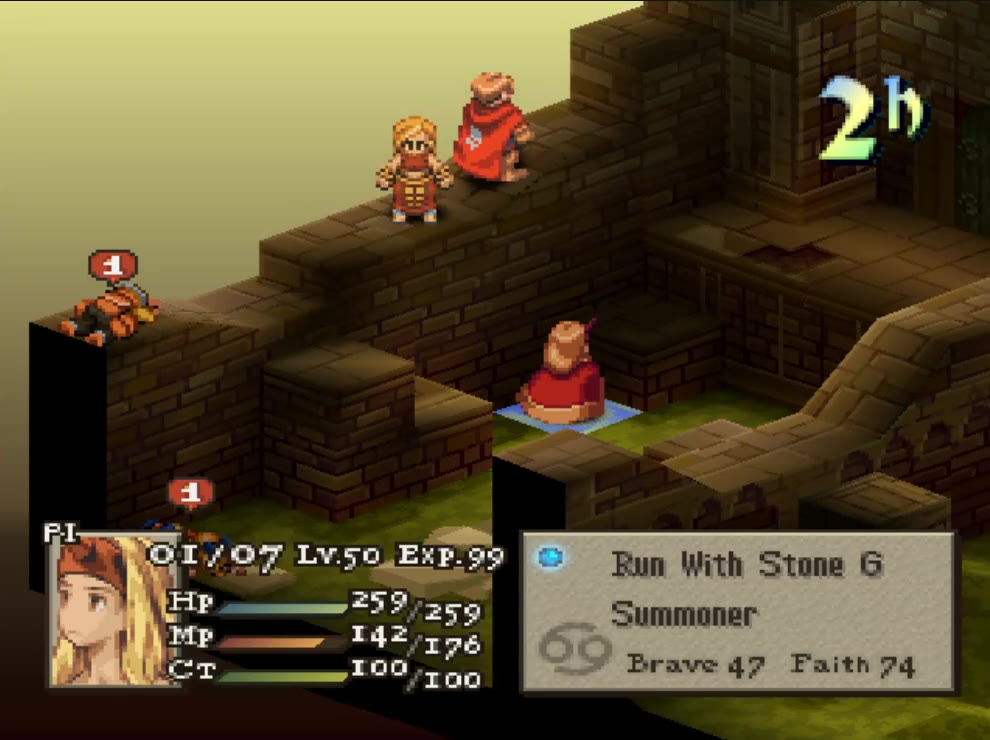 2h
1
1
P1
01/07 Lv.50 Exp.99
Hp 259/259
Mp 142/176
CT 100/100
Run With Stone G
Summoner
Brave 47 Faith 74